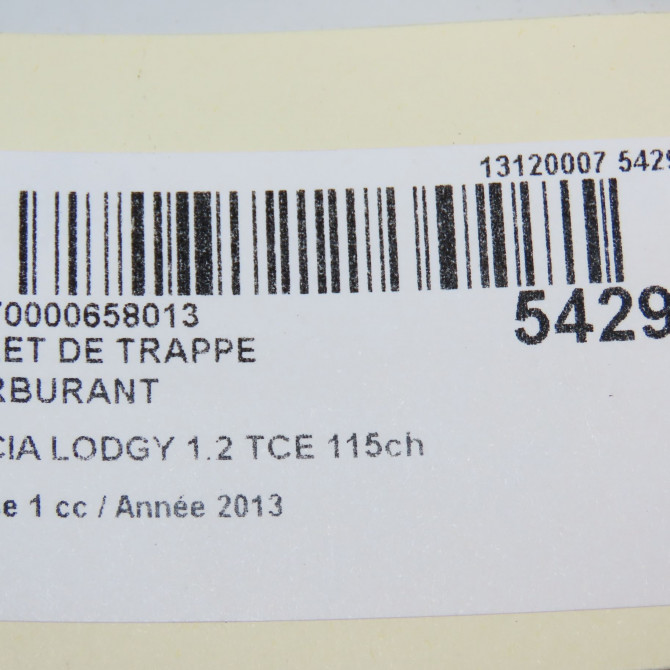 13120007 5429
70000658013
5429
ET DE TRAPPE
RBURANT
CIA LODGY 1.2 TCE 115ch
e 1 cc / Année 2013